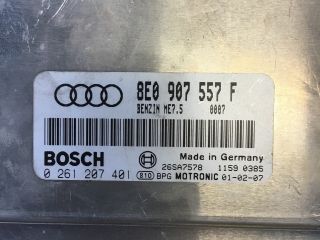 8E0 907 557 F
BENZIN ME7.5 0007
BOSCH
Made in Germany
26SA7578 1159 0385
0 261 207 401 810 BPG MOTRONIC 01-02-07